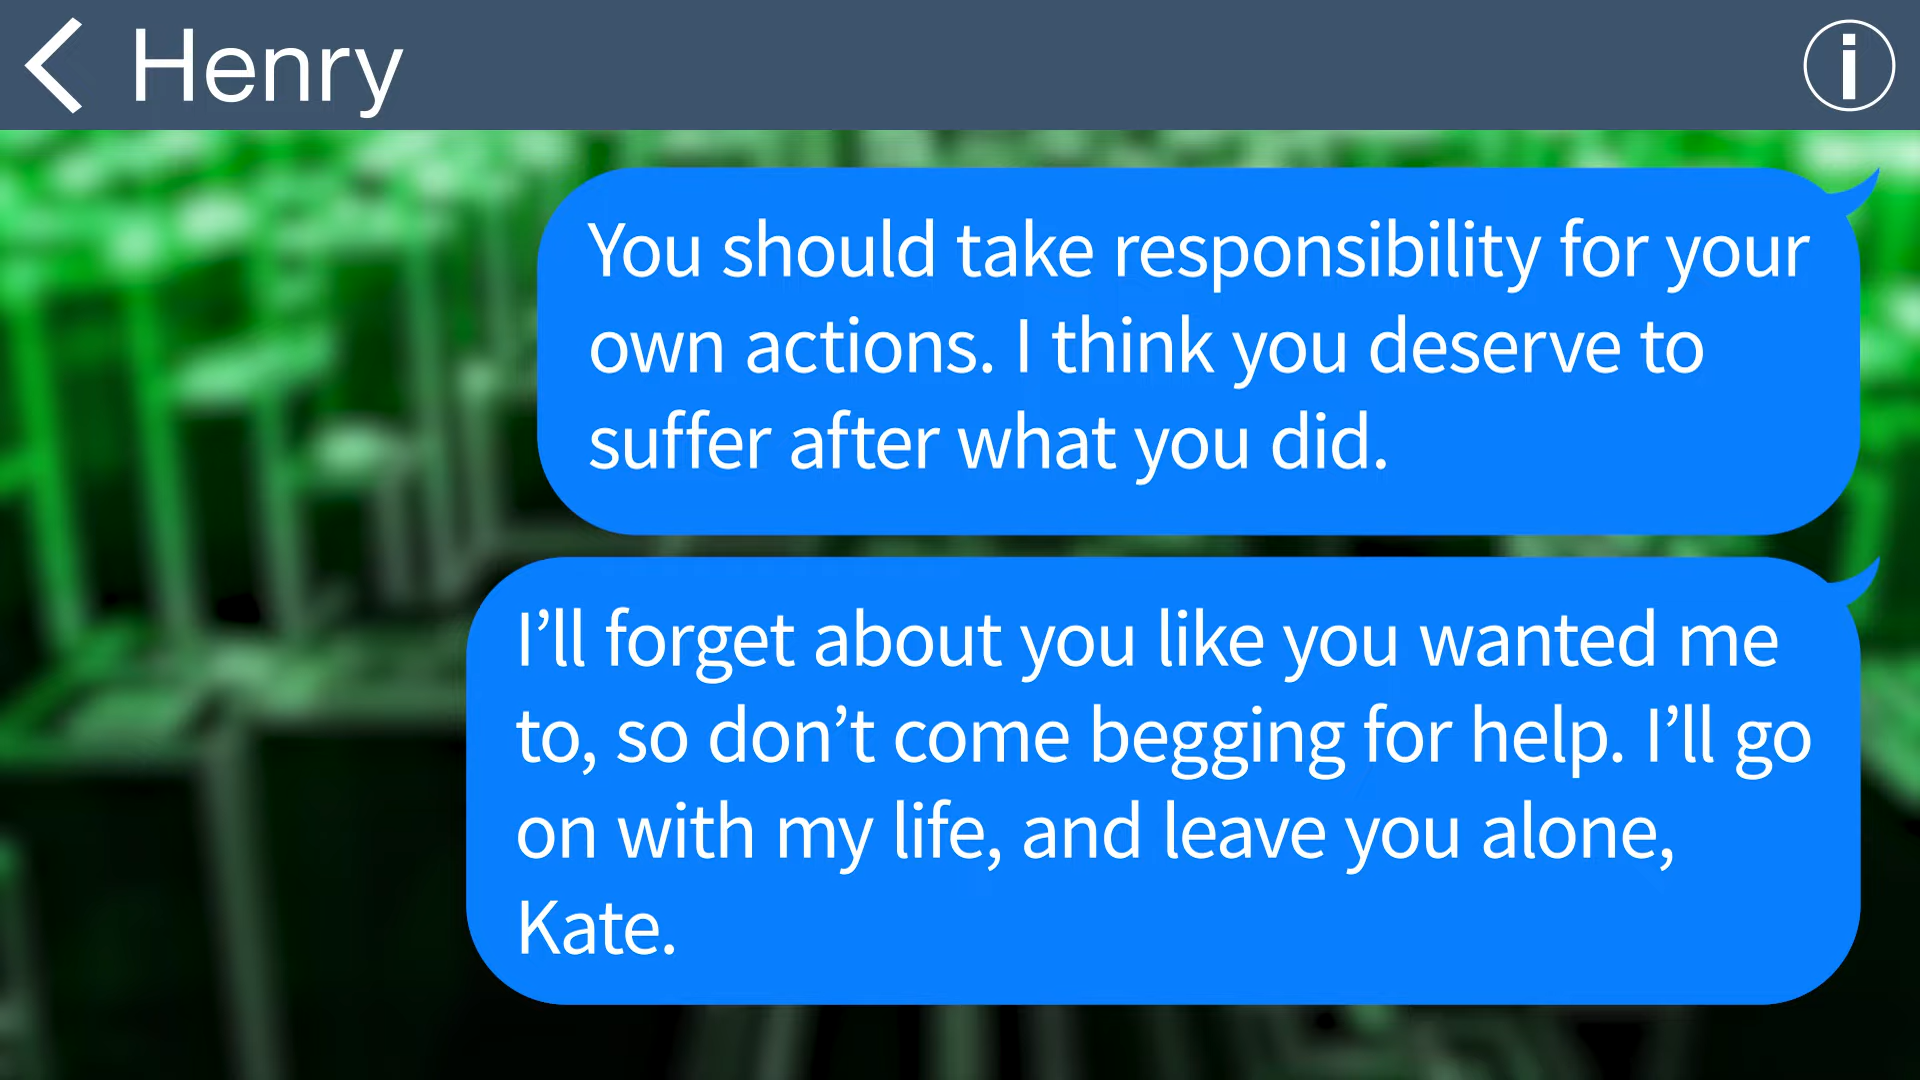 Henry
You should take responsibility for your
own actions. I think you deserve to
suffer after what you did.
I’ll forget about you like you wanted me
to, so don’t come begging for help. I’ll go
on with my life, and leave you alone,
Kate.